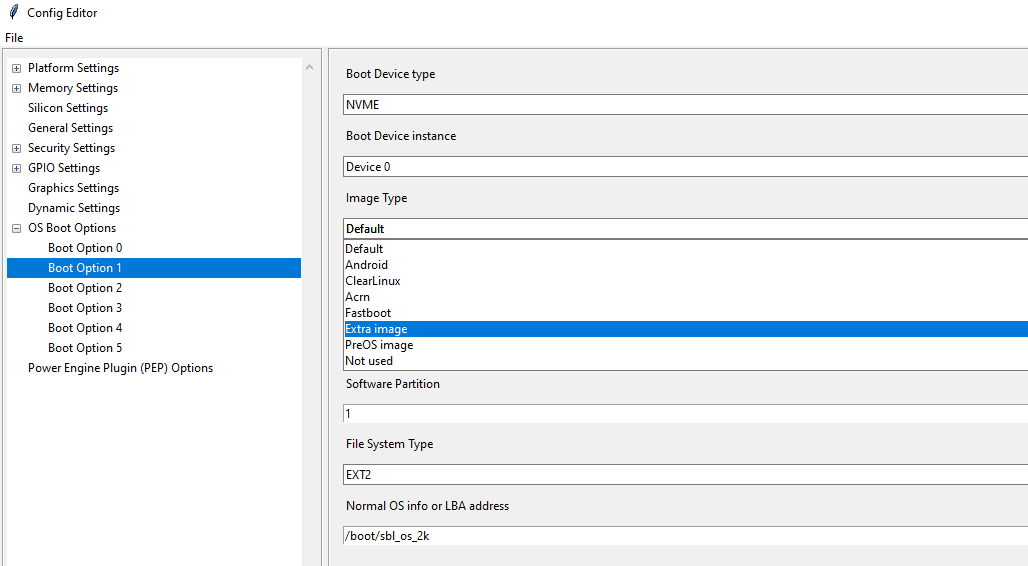 Config Editor
File
Platform Settings
Memory Settings
Silicon Settings
General Settings
Security Settings
GPIO Settings
Graphics Settings
Dynamic Settings
OS Boot Options
Boot Option 0
Boot Option 1
Boot Option 2
Boot Option 3
Boot Option 4
Boot Option 5
Power Engine Plugin (PEP) Options
Boot Device type
NVME
Boot Device instance
Device 0
Image Type
Default
Default
Android
ClearLinux
Acrn
Fastboot
Extra image
PreOS image
Not used
Software Partition
1
File System Type
EXT2
Normal OS info or LBA address
/boot/sbl_os_2k